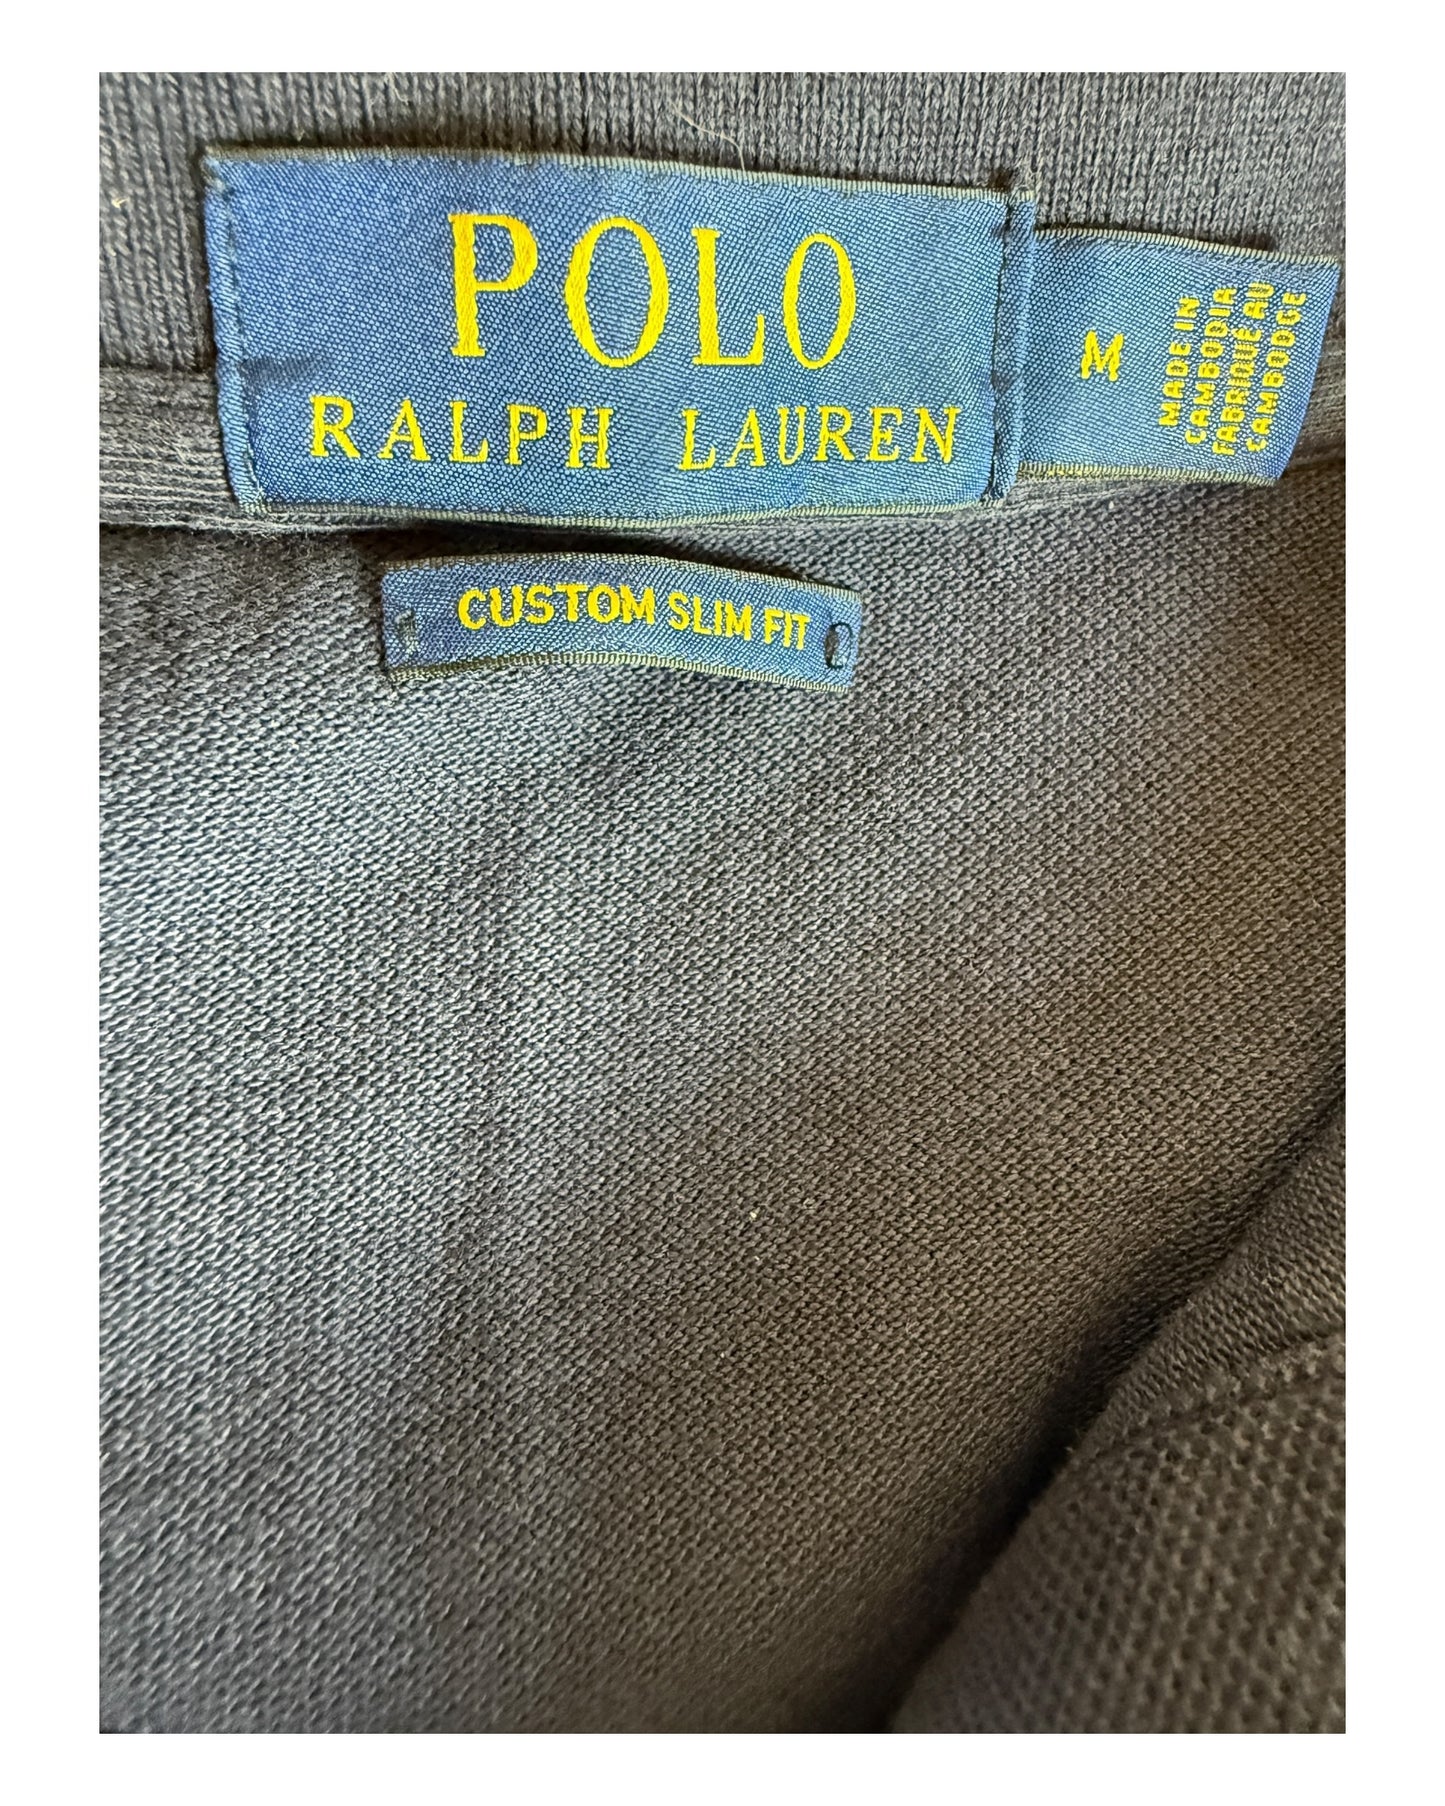 POLO
RALPH LAUREN
M
MADE IN
CAMBODIA
FABRIQUÉ AU
CAMBODGE
CUSTOM SLIM FIT